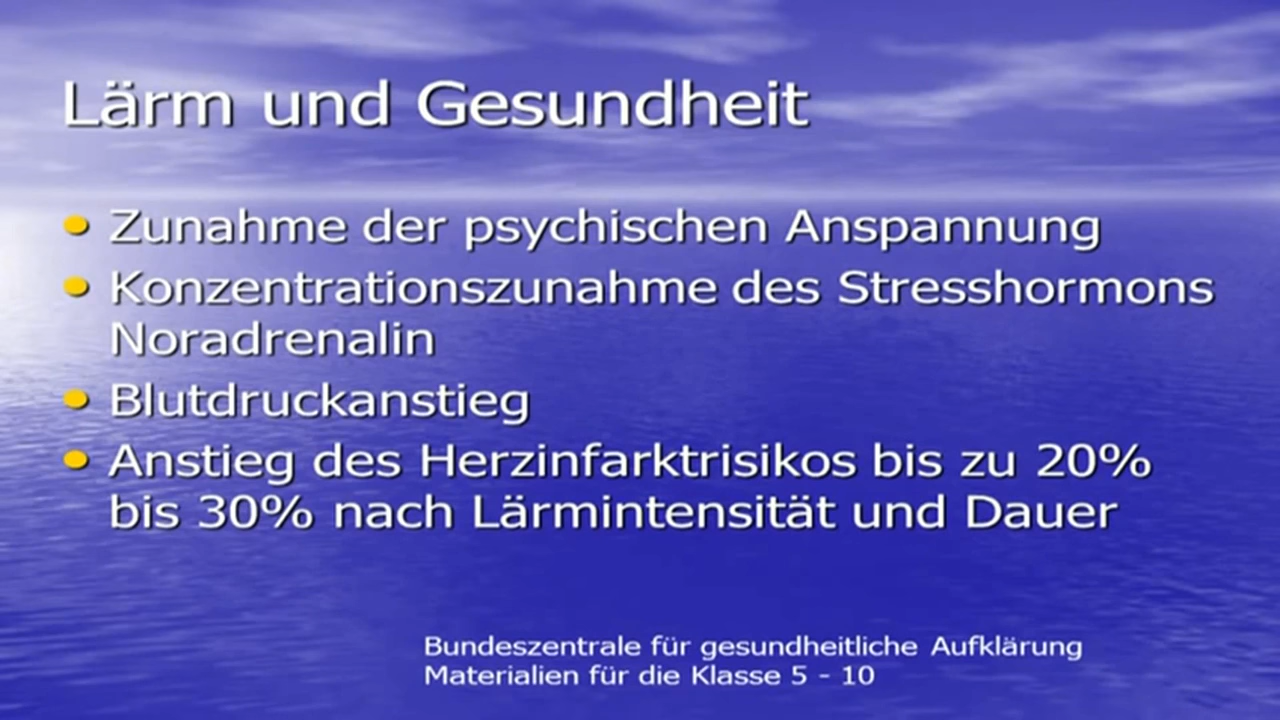 Lärm und Gesundheit
Zunahme der psychischen Anspannung
Konzentrationszunahme des Stresshormons
Noradrenalin
Blutdruckanstieg
Anstieg des Herzinfarktrisikos bis zu 20%
bis 30% nach Lärmintensität und Dauer
Bundeszentrale für gesundheitliche Aufklärung
Materialien für die Klasse 5 - 10